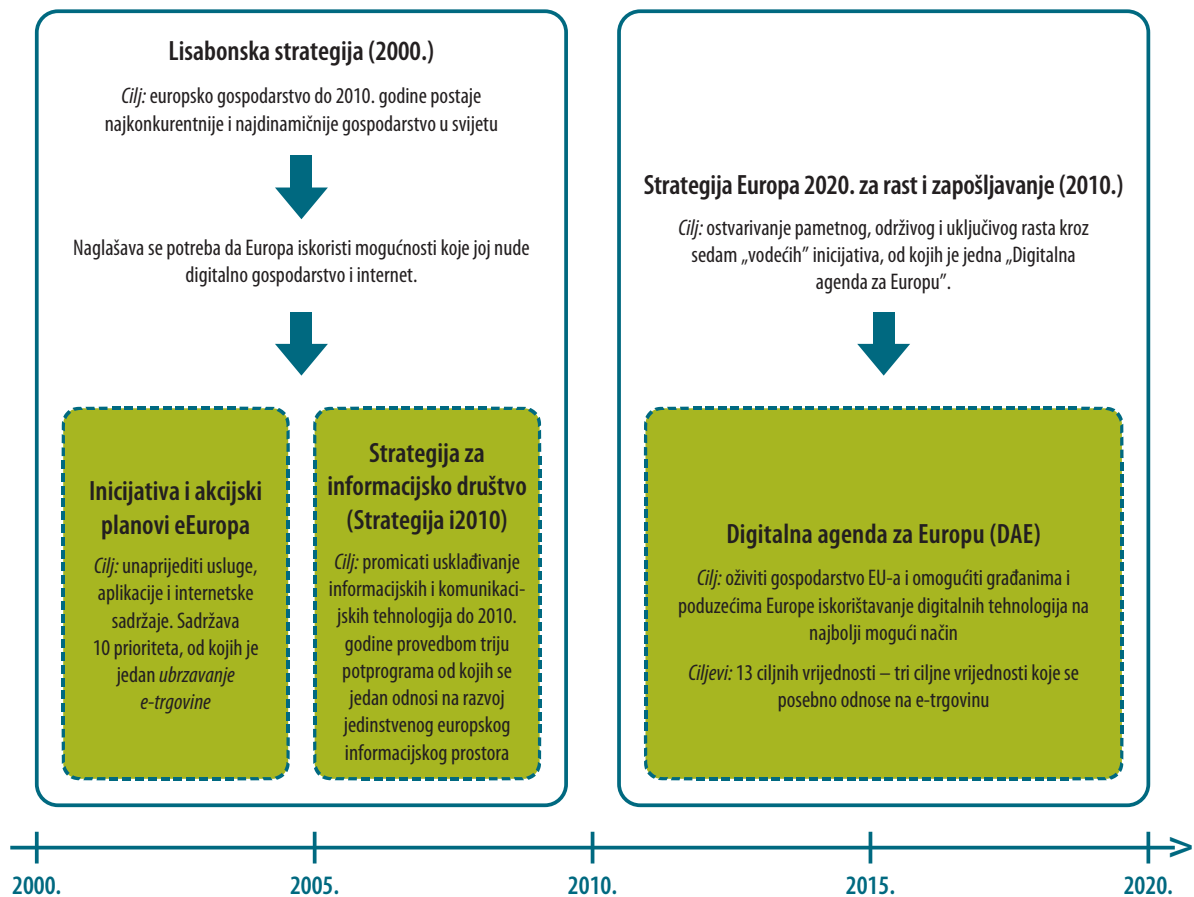 Lisabonska strategija (2000.)
Cilj: europsko gospodarstvo do 2010. godine postaje
najkonkurentnije i najdinamičnije gospodarstvo u svijetu
Naglašava se potreba da Europa iskoristi mogućnosti koje joj nude
digitalno gospodarstvo i internet.
Inicijativa i akcijski
planovi eEuropa
Cilj: unaprijediti usluge,
aplikacije i internetske
sadržaje. Sadržava
10 prioriteta, od kojih je
jedan ubrzavanje
e-trgovine
Strategija za
informacijsko društvo
(Strategija i2010)
Cilj: promicati usklađivanje
informacijskih i komunikaci-
jskih tehnologija do 2010.
godine provedbom triju
potprograma od kojih se
jedan odnosi na razvoj
jedinstvenog europskog
informacijskog prostora
Strategija Europa 2020. za rast i zapošljavanje (2010.)
Cilj: ostvarivanje pametnog, održivog i uključivog rasta kroz
sedam „vodećih” inicijativa, od kojih je jedna „Digitalna
agenda za Europu”.
Digitalna agenda za Europu (DAE)
Cilj: oživiti gospodarstvo EU-a i omogućiti građanima i
poduzećima Europe iskorištavanje digitalnih tehnologija na
najbolji mogući način
Ciljevi: 13 ciljnih vrijednosti – tri ciljne vrijednosti koje se
posebno odnose na e-trgovinu
2000.
2005.
2010.
2015.
2020.